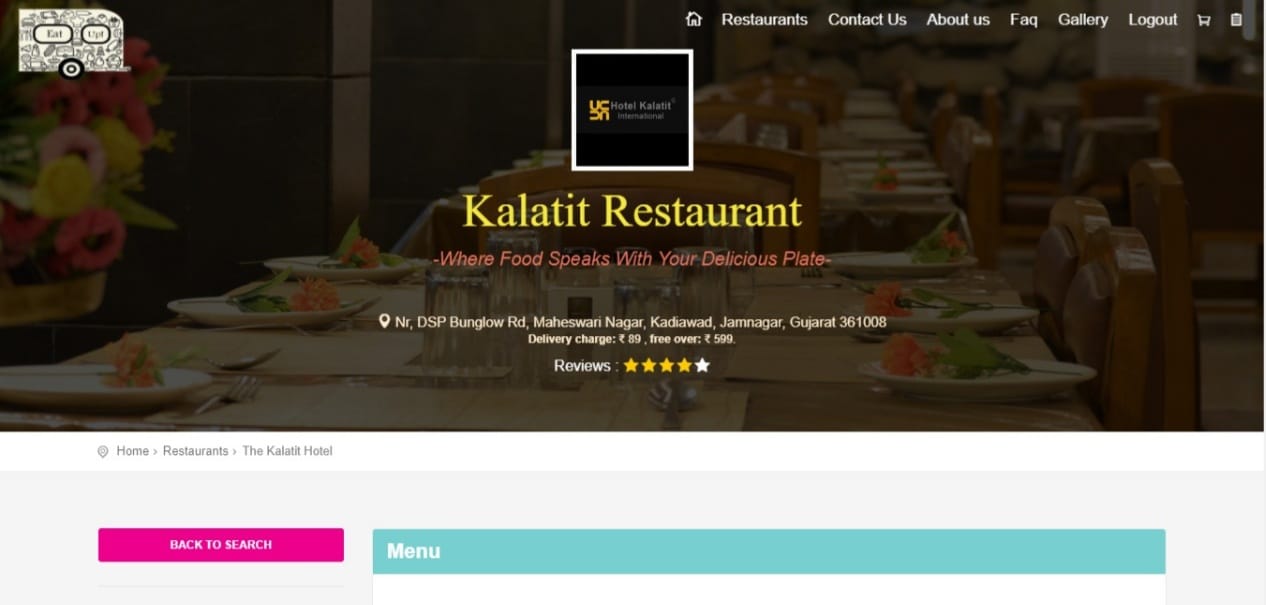 Eat Upt
Restaurants Contact Us About us Faq Gallery Logout
Hotel Kalatit®
International
Kalatit Restaurant
-Where Food Speaks With Your Delicious Plate-
Nr, DSP Bunglow Rd, Maheswari Nagar, Kadiawad, Jamnagar, Gujarat 361008
Delivery charge: ₹ 89 , free over: ₹ 599.
Reviews :
Home › Restaurants › The Kalatit Hotel
BACK TO SEARCH
Menu